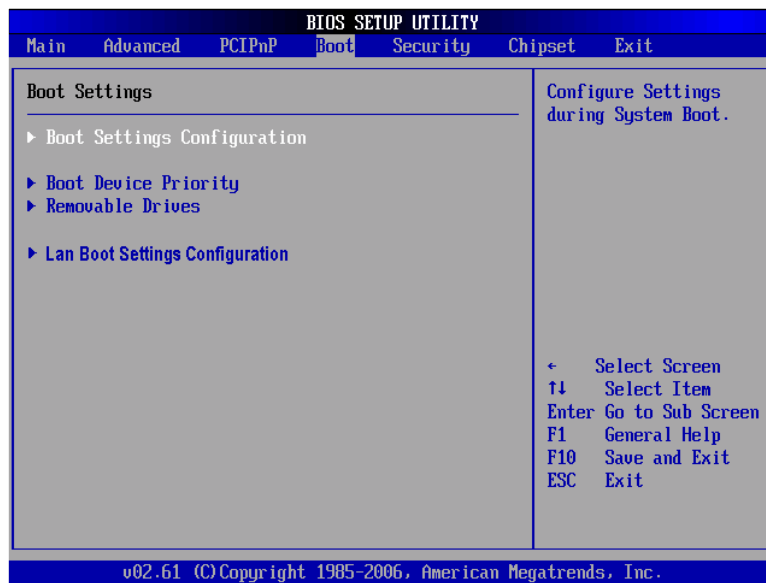 BIOS SETUP UTILITY
Main Advanced PCIPnP Boot Security Chipset Exit
Boot Settings
▶ Boot Settings Configuration
▶ Boot Device Priority
▶ Removable Drives
▶ Lan Boot Settings Configuration
Configure Settings
during System Boot.
← Select Screen
↑↓ Select Item
Enter Go to Sub Screen
F1 General Help
F10 Save and Exit
ESC Exit
v02.61 (C)Copyright 1985-2006, American Megatrends, Inc.